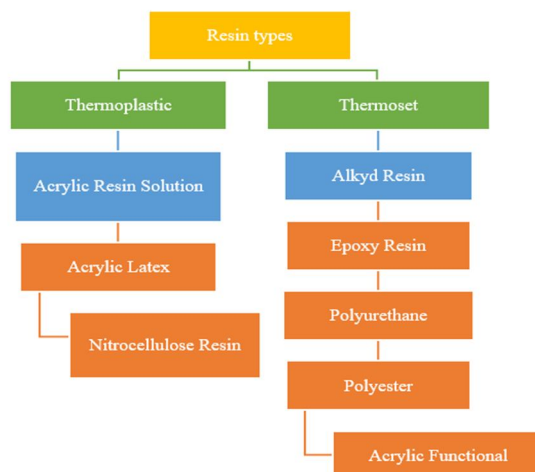 Resin types
Thermoplastic
Thermoset
Acrylic Resin Solution
Alkyd Resin
Acrylic Latex
Epoxy Resin
Nitrocellulose Resin
Polyurethane
Polyester
Acrylic Functional